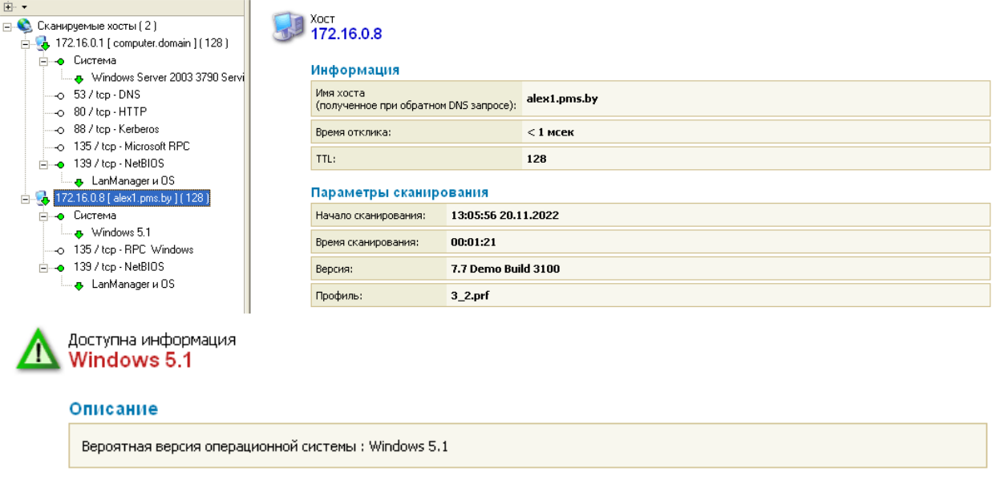 Сканируемые хосты ( 2 )
172.16.0.1 [ computer.domain ] ( 128 )
Система
Windows Server 2003 3790 Servi
53 / tcp - DNS
80 / tcp - HTTP
88 / tcp - Kerberos
135 / tcp - Microsoft RPC
139 / tcp - NetBIOS
LanManager и OS
172.16.0.8 [ alex1.pms.by ] ( 128 )
Система
Windows 5.1
135 / tcp - RPC Windows
139 / tcp - NetBIOS
LanManager и OS
Хост
172.16.0.8
Информация
Имя хоста
(полученное при обратном DNS запросе): alex1.pms.by
Время отклика: < 1 мсек
TTL: 128
Параметры сканирования
Начало сканирования: 13:05:56 20.11.2022
Время сканирования: 00:01:21
Версия: 7.7 Demo Build 3100
Профиль: 3_2.prf
Доступна информация
Windows 5.1
Описание
Вероятная версия операционной системы : Windows 5.1